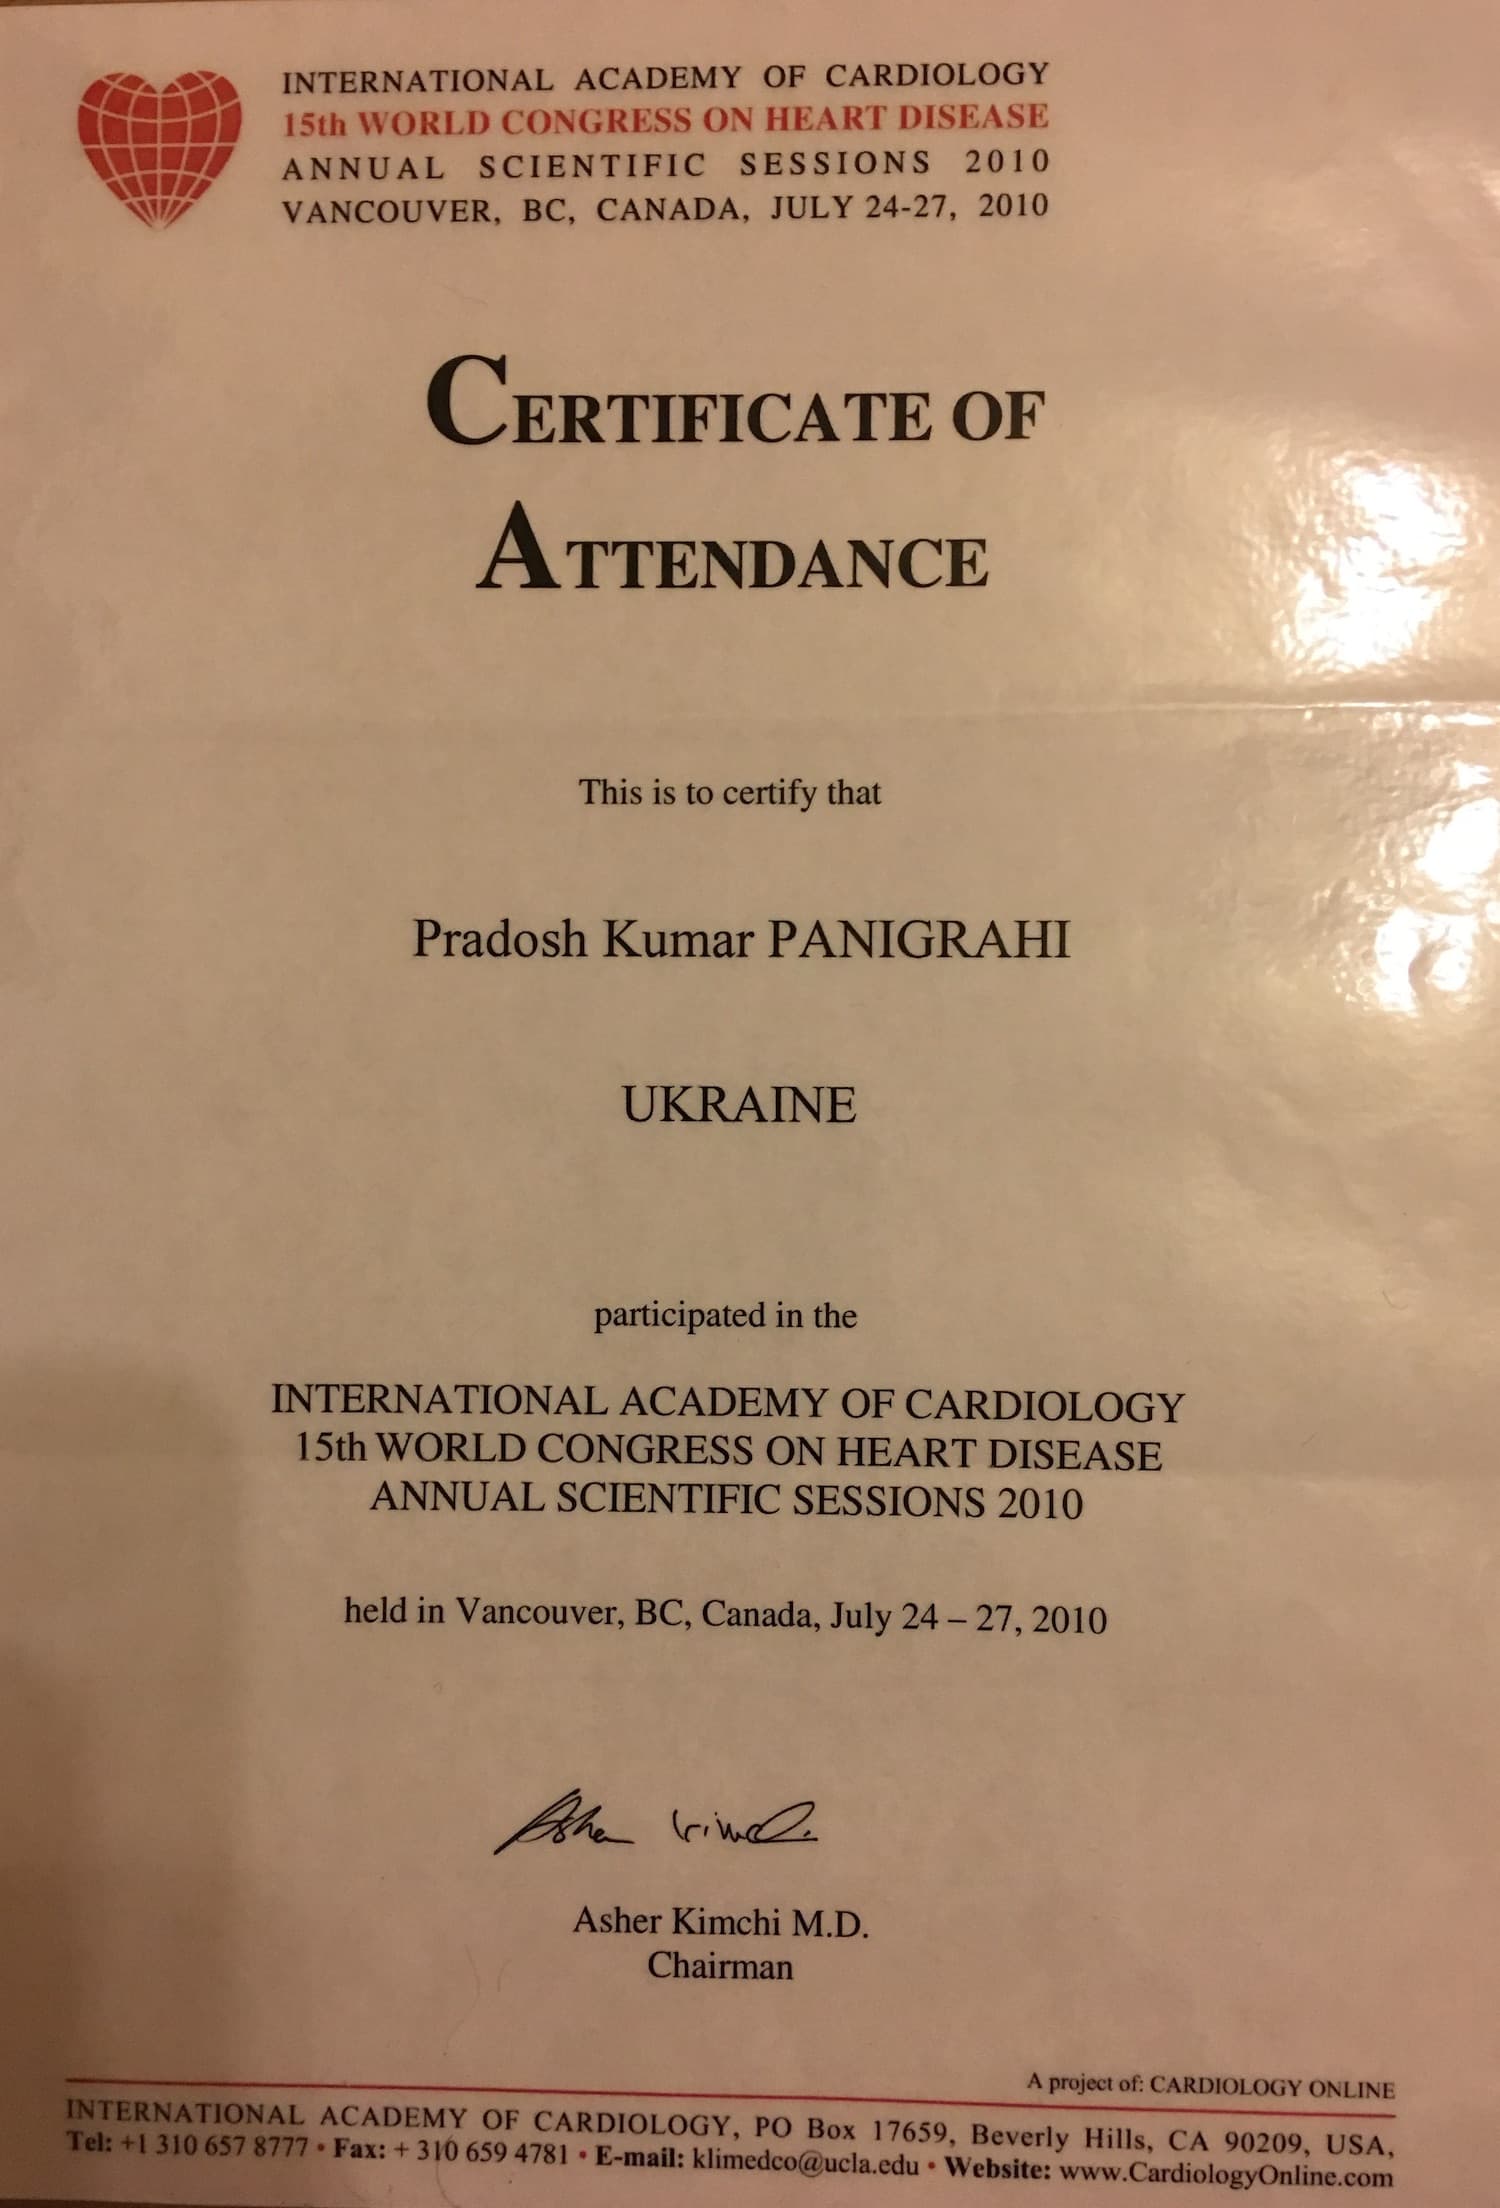 INTERNATIONAL ACADEMY OF CARDIOLOGY
15th WORLD CONGRESS ON HEART DISEASE
ANNUAL SCIENTIFIC SESSIONS 2010
VANCOUVER, BC, CANADA, JULY 24-27, 2010
CERTIFICATE OF
ATTENDANCE
This is to certify that
Pradosh Kumar PANIGRAHI
UKRAINE
participated in the
INTERNATIONAL ACADEMY OF CARDIOLOGY
15th WORLD CONGRESS ON HEART DISEASE
ANNUAL SCIENTIFIC SESSIONS 2010
held in Vancouver, BC, Canada, July 24 – 27, 2010
Asher Kimchi
Asher Kimchi M.D.
Chairman
A project of: CARDIOLOGY ONLINE
INTERNATIONAL ACADEMY OF CARDIOLOGY, PO Box 17659, Beverly Hills, CA 90209, USA,
Tel: +1 310 657 8777 • Fax: + 310 659 4781 • E-mail: klimedco@ucla.edu • Website: www.CardiologyOnline.com